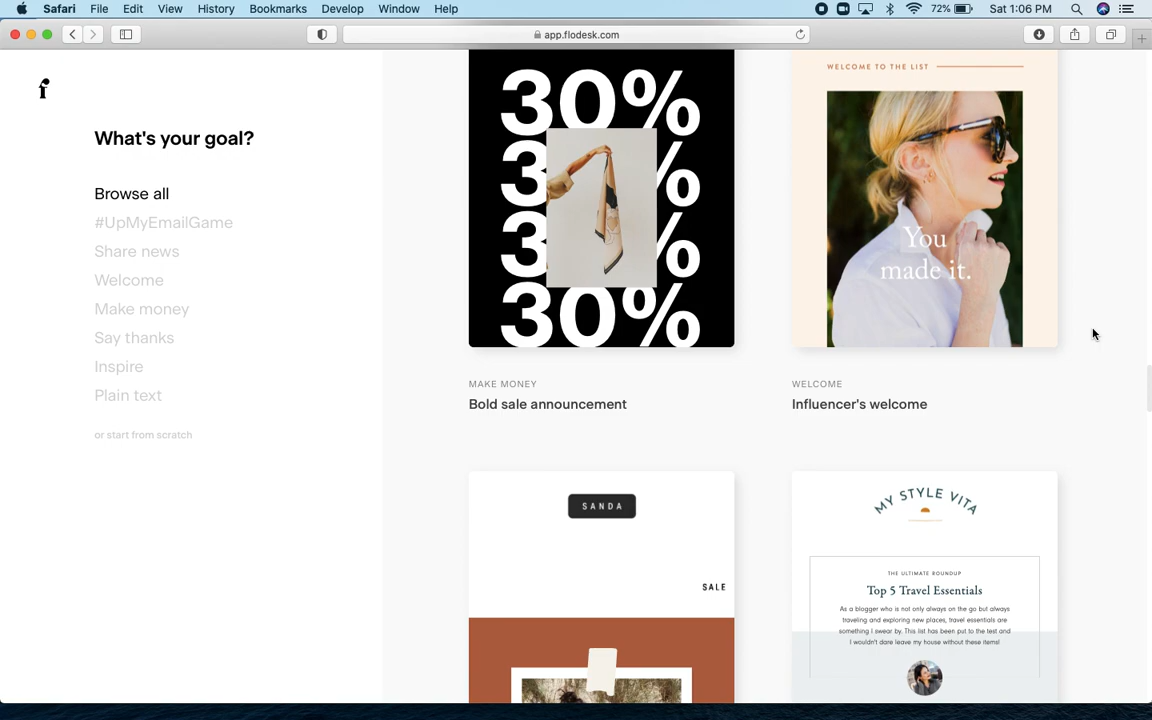 Safari File Edit View History Bookmarks Develop Window Help
72% Sat 1:06 PM
app.flodesk.com
f
What's your goal?
Browse all
#UpMyEmailGame
Share news
Welcome
Make money
Say thanks
Inspire
Plain text
or start from scratch
30%
3 %
3 %
30%
MAKE MONEY
Bold sale announcement
WELCOME TO THE LIST
You
made it.
WELCOME
Influencer's welcome
SANDA
SALE
MY STYLE VITA
THE ULTIMATE ROUNDUP
Top 5 Travel Essentials
As a blogger who is not only always on the go but always
traveling and exploring new places, travel essentials are
something I swear by. This list has been put to the test and
I wouldn't dare leave my house without these items!